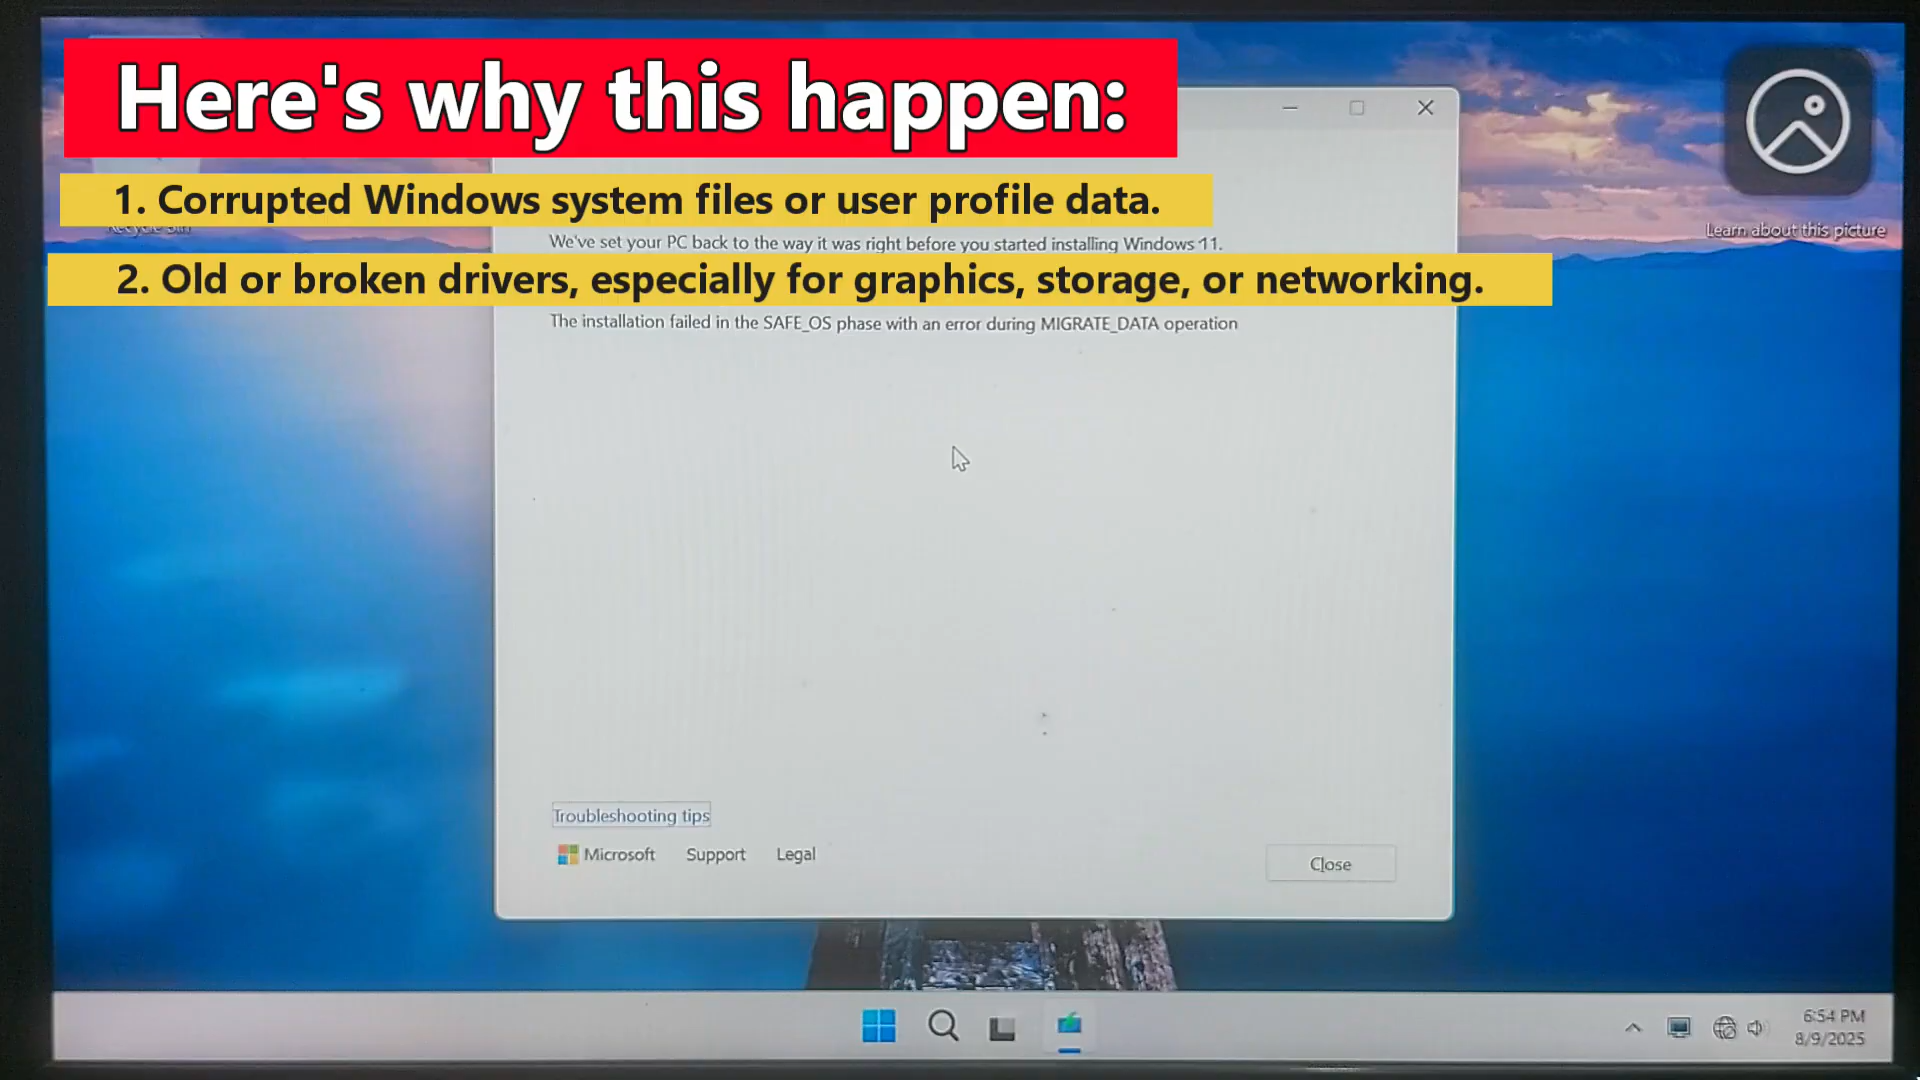 Here's why this happen:
1. Corrupted Windows system files or user profile data.
Recycle Bin
Learn about this picture
We've set your PC back to the way it was right before you started installing Windows 11.
2. Old or broken drivers, especially for graphics, storage, or networking.
The installation failed in the SAFE_OS phase with an error during MIGRATE_DATA operation
Troubleshooting tips
Microsoft Support Legal
Close
6:54 PM
8/9/2025